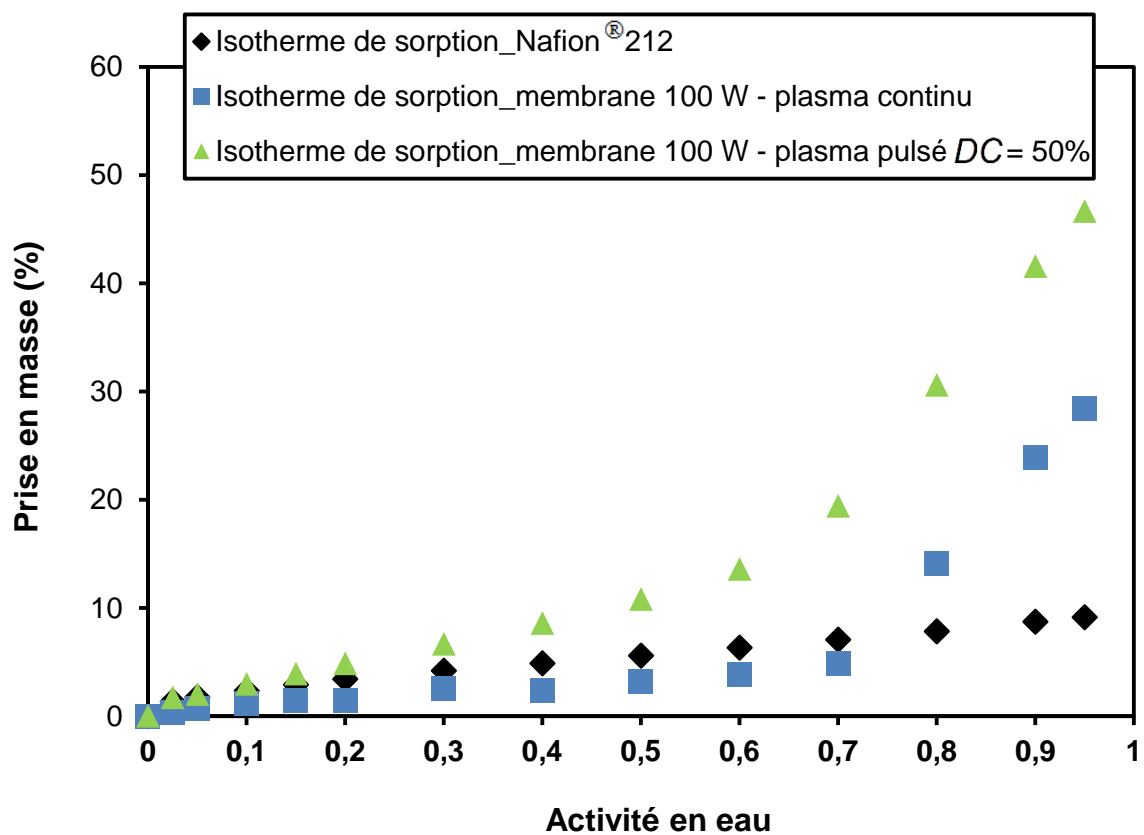 Isotherme de sorption_Nafion®212
Isotherme de sorption_membrane 100 W - plasma continu
Isotherme de sorption_membrane 100 W - plasma pulsé DC = 50%
60
50
40
30
20
10
0
Prise en masse (%)
0 0,1 0,2 0,3 0,4 0,5 0,6 0,7 0,8 0,9 1
Activité en eau